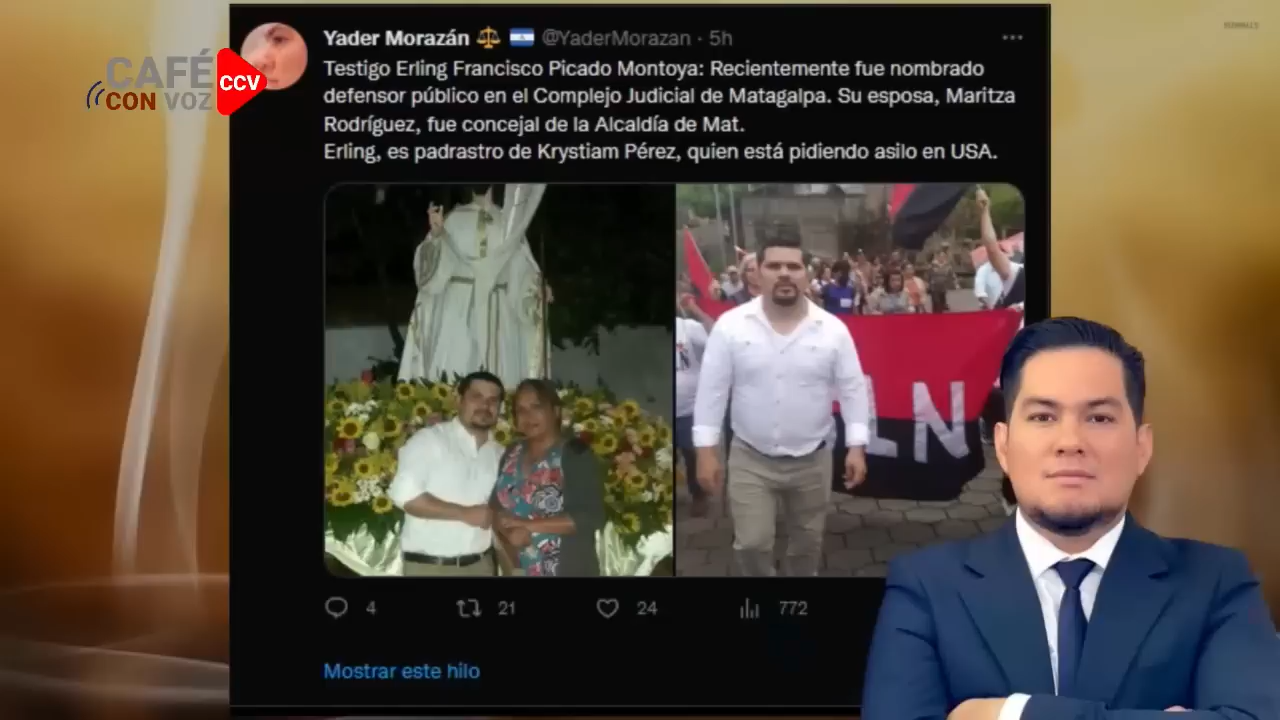 CAFÉ
CON VOZ
CCV
Yader Morazán @YaderMorazan · 5h
Testigo Erling Francisco Picado Montoya: Recientemente fue nombrado
defensor público en el Complejo Judicial de Matagalpa. Su esposa, Maritza
Rodríguez, fue concejal de la Alcaldía de Mat.
Erling, es padrastro de Krystiam Pérez, quien está pidiendo asilo en USA.
LN
4 21 24 772
Mostrar este hilo